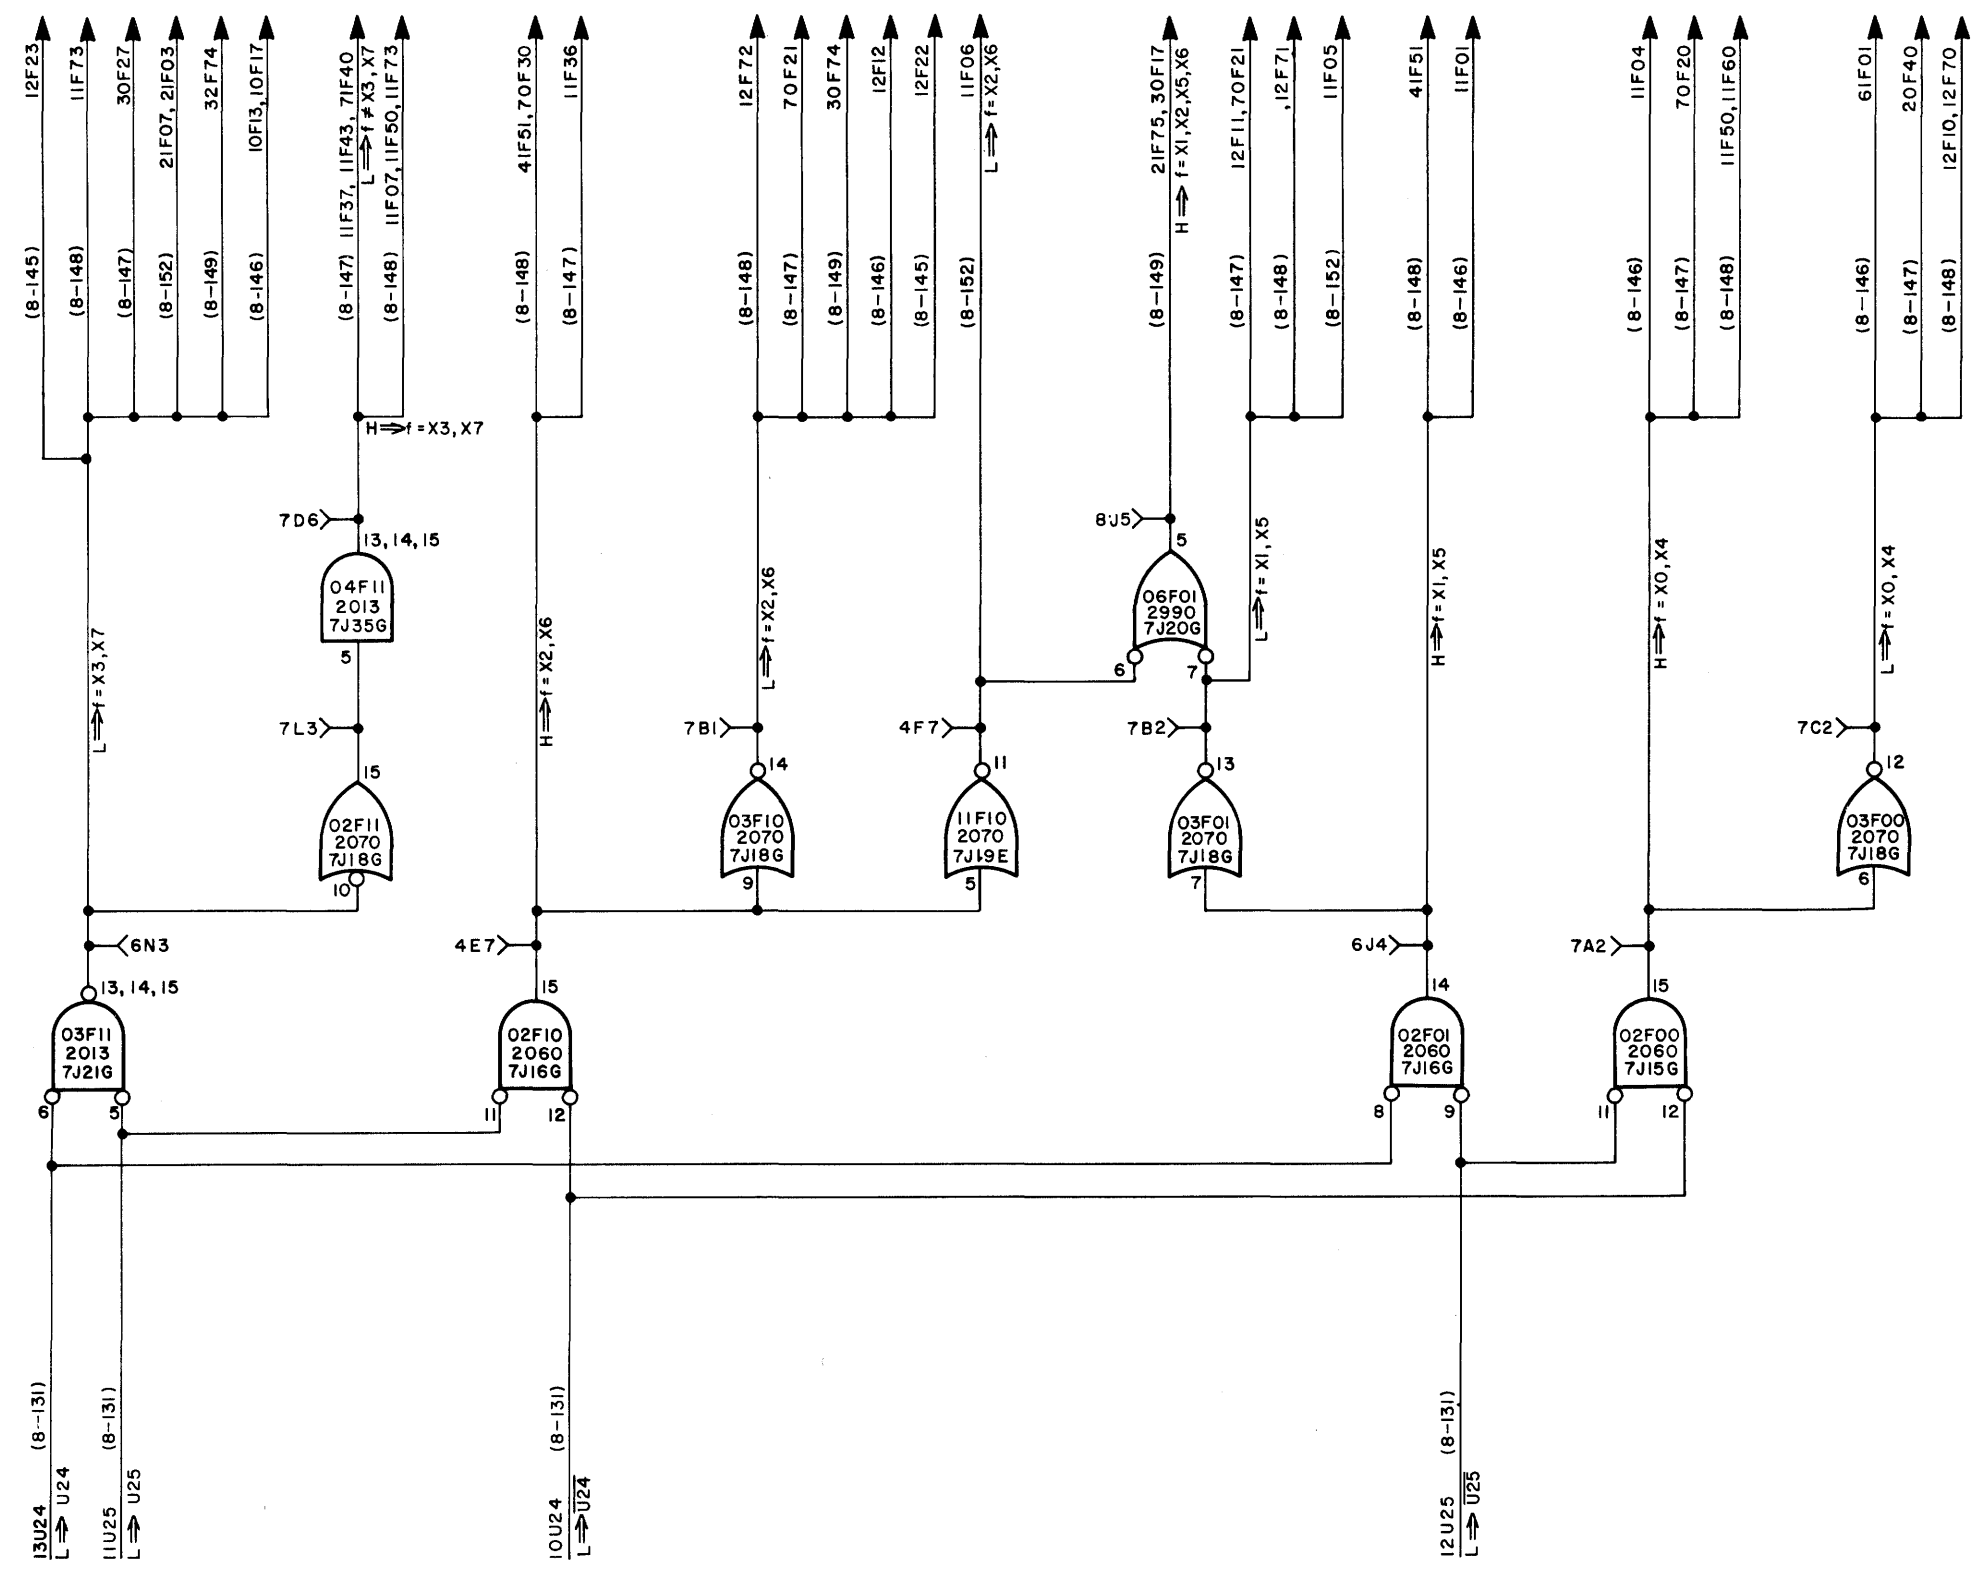 12F23
11F73
30F27
21F07, 21F03
32F74
10F13, 10F17
11F37, 11F43, 71F40
L⟹f ≠ X3, X7
11F07, 11F50, 11F73
41F51, 70F30
11F36
12F72
70F21
30F74
12F12
12F22
11F06
L⟹f = X2, X6
21F75, 30F17
H⟹f = X1, X2, X5, X6
12F11, 70F21
,12F71
11F05
41F51
11F01
11F04
70F20
11F50, 11F60
61F01
20F40
12F10, 12F70
(8-145)
(8-148)
(8-147)
(8-152)
(8-149)
(8-146)
(8-147)
(8-148)
(8-148)
(8-147)
(8-148)
(8-147)
(8-149)
(8-146)
(8-145)
(8-152)
(8-149)
(8-147)
(8-148)
(8-152)
(8-148)
(8-146)
(8-146)
(8-147)
(8-148)
(8-146)
(8-147)
(8-148)
H⟹f = X3, X7
7D6
13, 14, 15
04F11
2013
7J35G
5
7L3
15
02F11
2070
7J18G
10
L⟹f = X3, X7
H⟹f = X2, X6
L⟹f = X2, X6
7B1
14
03F10
2070
7J18G
9
4F7
11
11F10
2070
7J19E
5
8J5
5
06F01
2990
7J20G
6
7
L⟹f = X1, X5
7B2
13
03F01
2070
7J18G
7
H⟹f = X1, X5
H⟹f = X0, X4
L⟹f = X0, X4
7C2
12
03F00
2070
7J18G
6
6N3
13, 14, 15
03F11
2013
7J21G
6
5
4E7
15
02F10
2060
7J16G
11
12
6J4
14
02F01
2060
7J16G
8
9
7A2
15
02F00
2060
7J15G
11
12
(8-131)
(8-131)
(8-131)
(8-131)
13U24
L⟹ U24
11U25
L⟹ U25
10U24
L⟹ U̅2̅4̅
12U25
L⟹ U̅2̅5̅